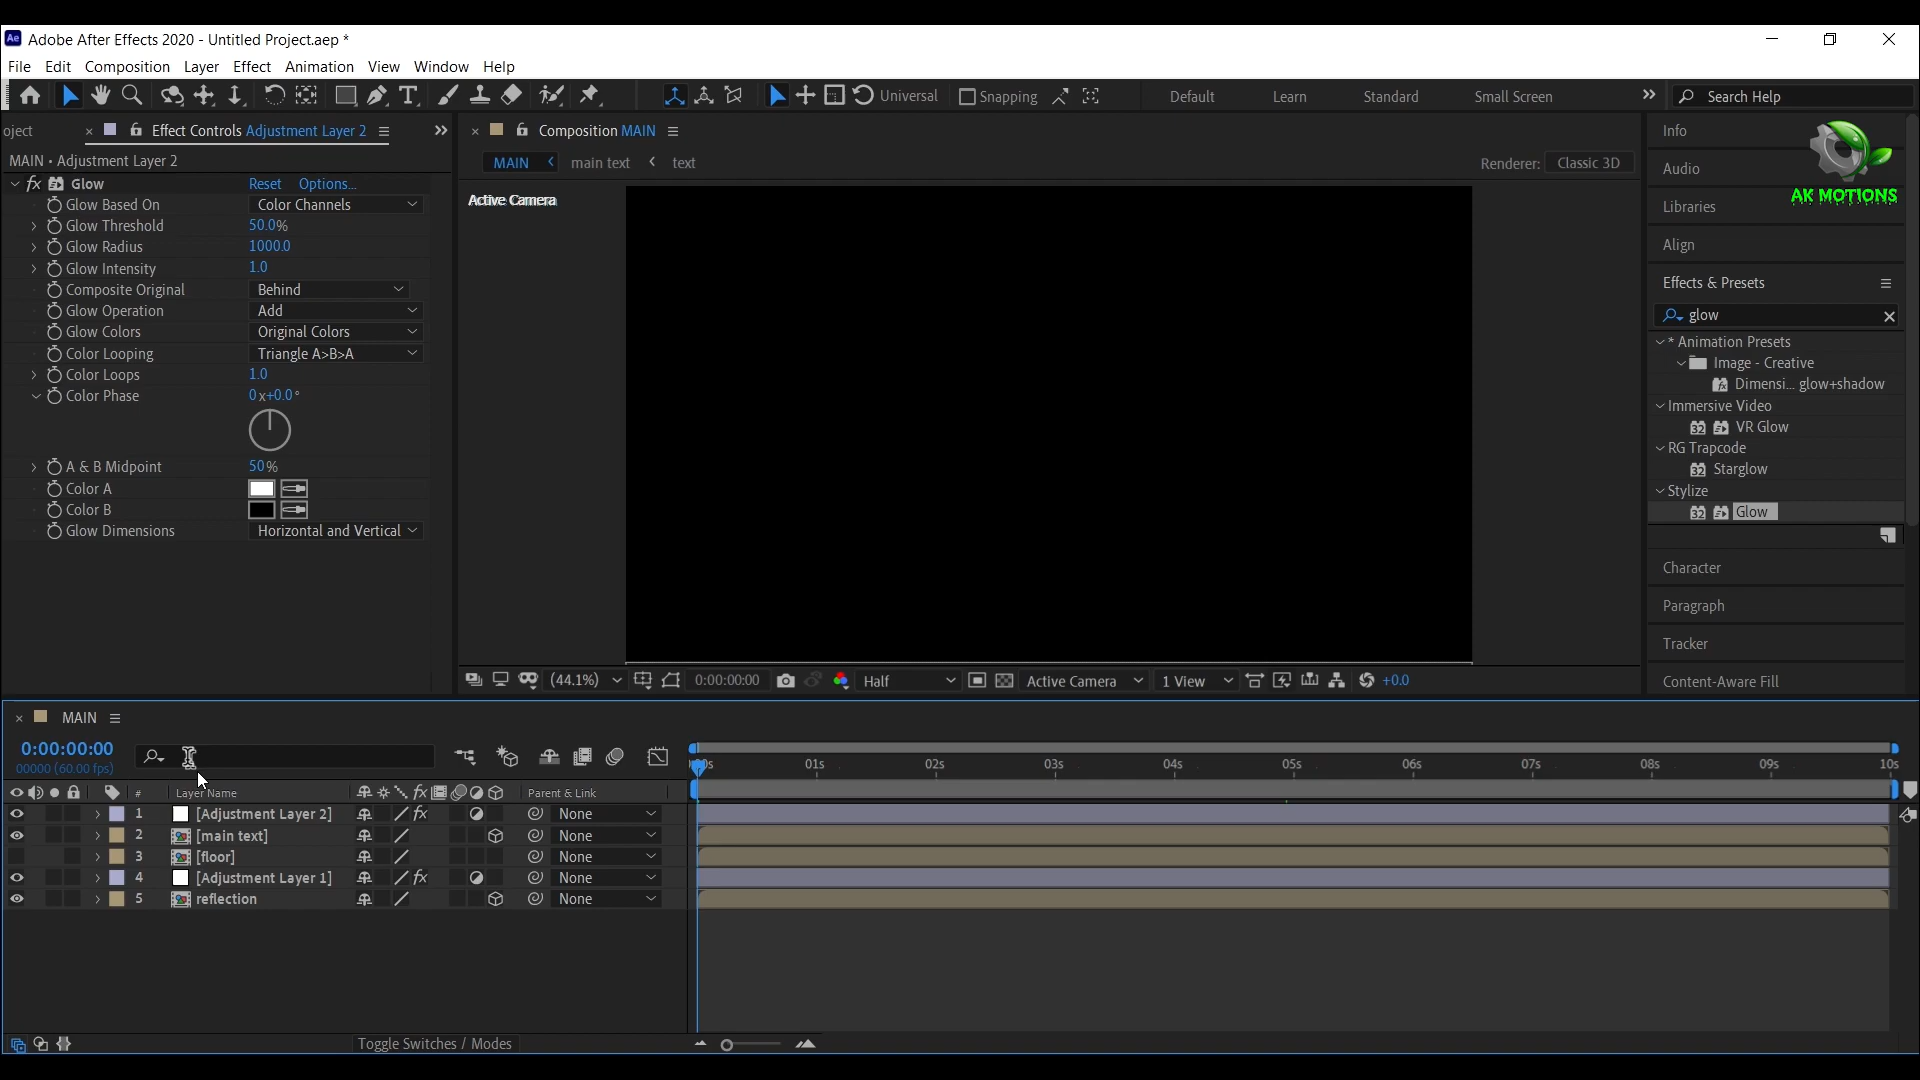 Ae Adobe After Effects 2020 - Untitled Project.aep *
File Edit Composition Layer Effect Animation View Window Help
Universal Snapping Default Learn Standard Small Screen Search Help
oject Effect Controls Adjustment Layer 2
MAIN • Adjustment Layer 2
fx Glow Reset Options...
Glow Based On Color Channels
Glow Threshold 50.0%
Glow Radius 1000.0
Glow Intensity 1.0
Composite Original Behind
Glow Operation Add
Glow Colors Original Colors
Color Looping Triangle A>B>A
Color Loops 1.0
Color Phase 0x+0.0°
A & B Midpoint 50%
Color A
Color B
Glow Dimensions Horizontal and Vertical
Composition MAIN
MAIN main text text
Renderer: Classic 3D
Active Camera
(44.1%) 0:00:00:00 Half Active Camera 1 View +0.0
Info
Audio
Libraries
Align
AK MOTIONS
Effects & Presets
glow
* Animation Presets
Image - Creative
Dimensi... glow+shadow
Immersive Video
32 VR Glow
RG Trapcode
32 Starglow
Stylize
32 Glow
Character
Paragraph
Tracker
Content-Aware Fill
MAIN
0:00:00:00
00000 (60.00 fps)
01s 02s 03s 04s 05s 06s 07s 08s 09s 10s
# Layer Name fx Parent & Link
1 [Adjustment Layer 2] fx None
2 [main text] None
3 [floor] None
4 [Adjustment Layer 1] fx None
5 reflection None
Toggle Switches / Modes